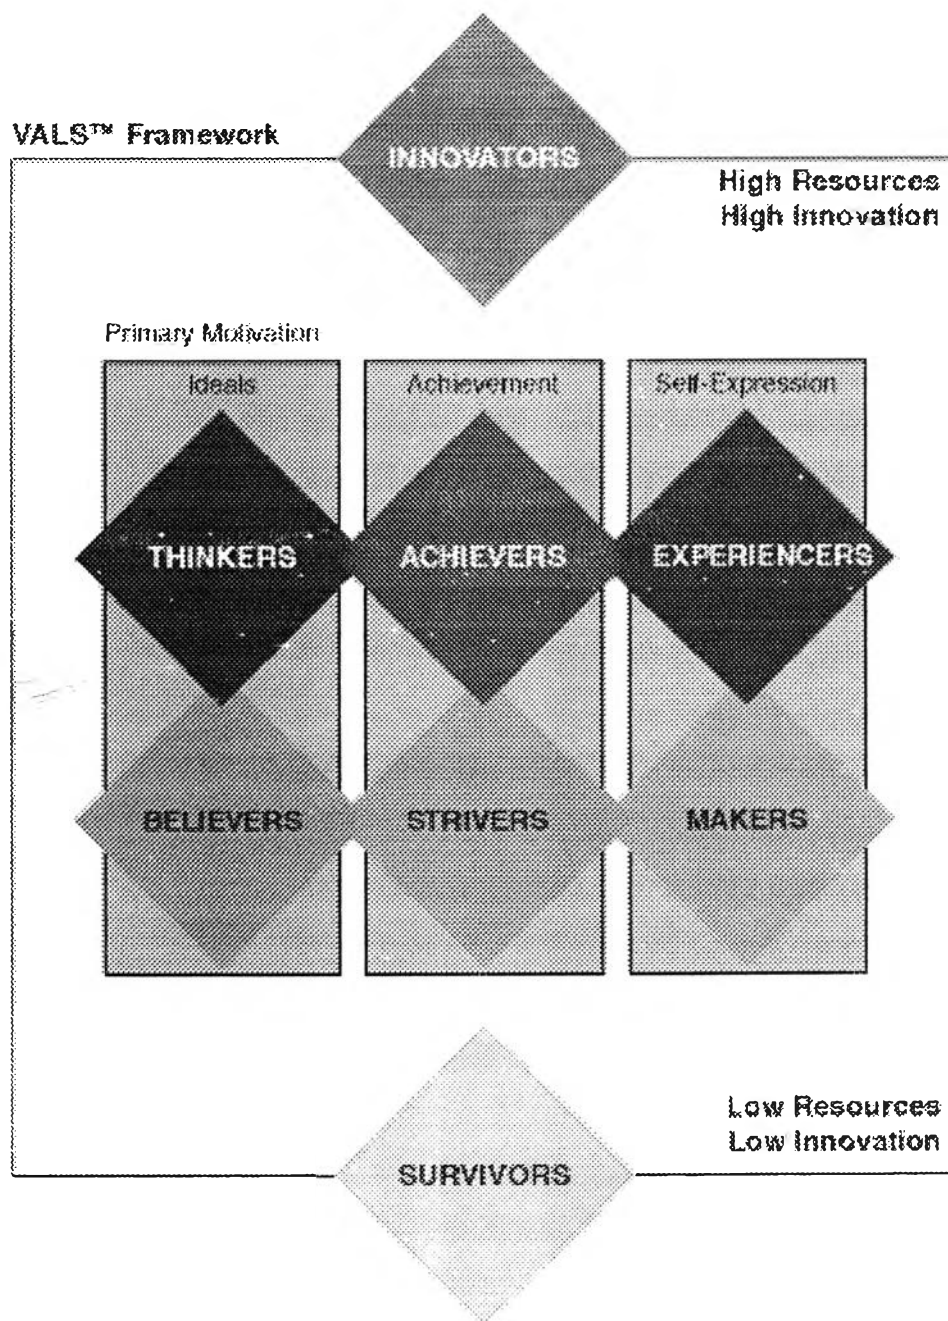 VALS™ Framework
INNOVATORS
High Resources
High Innovation
Primary Motivation
Ideals
Achievement
Self-Expression
THINKERS
ACHIEVERS
EXPERIENCERS
BELIEVERS
STRIVERS
MAKERS
Low Resources
Low Innovation
SURVIVORS